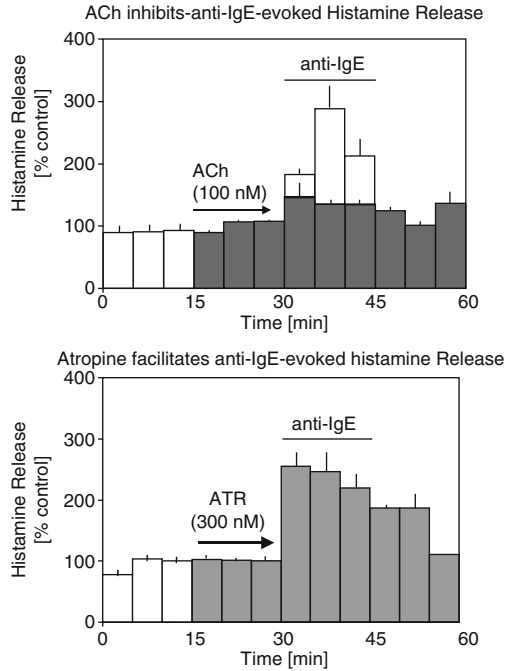 ACh inhibits-anti-IgE-evoked Histamine Release
Histamine Release
[% control]
400
300
200
100
0
anti-IgE
ACh
(100 nM)
0 15 30 45 60
Time [min]
Atropine facilitates anti-IgE-evoked histamine Release
Histamine Release
[% control]
400
300
200
100
0
anti-IgE
ATR
(300 nM)
0 15 30 45 60
Time [min]